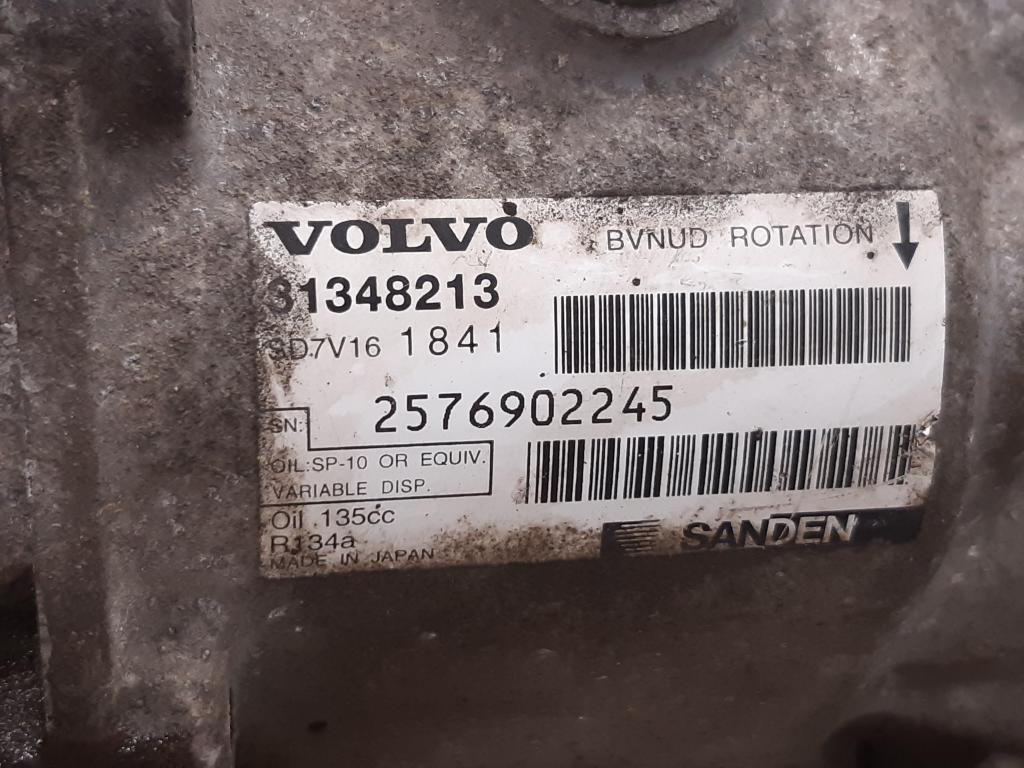 VOLVO
BVNUD ROTATION
31348213
SD7V16 1841
SN: 2576902245
OIL:SP-10 OR EQUIV.
VARIABLE DISP.
Oil 135cc
R134a
SANDEN
MADE IN JAPAN